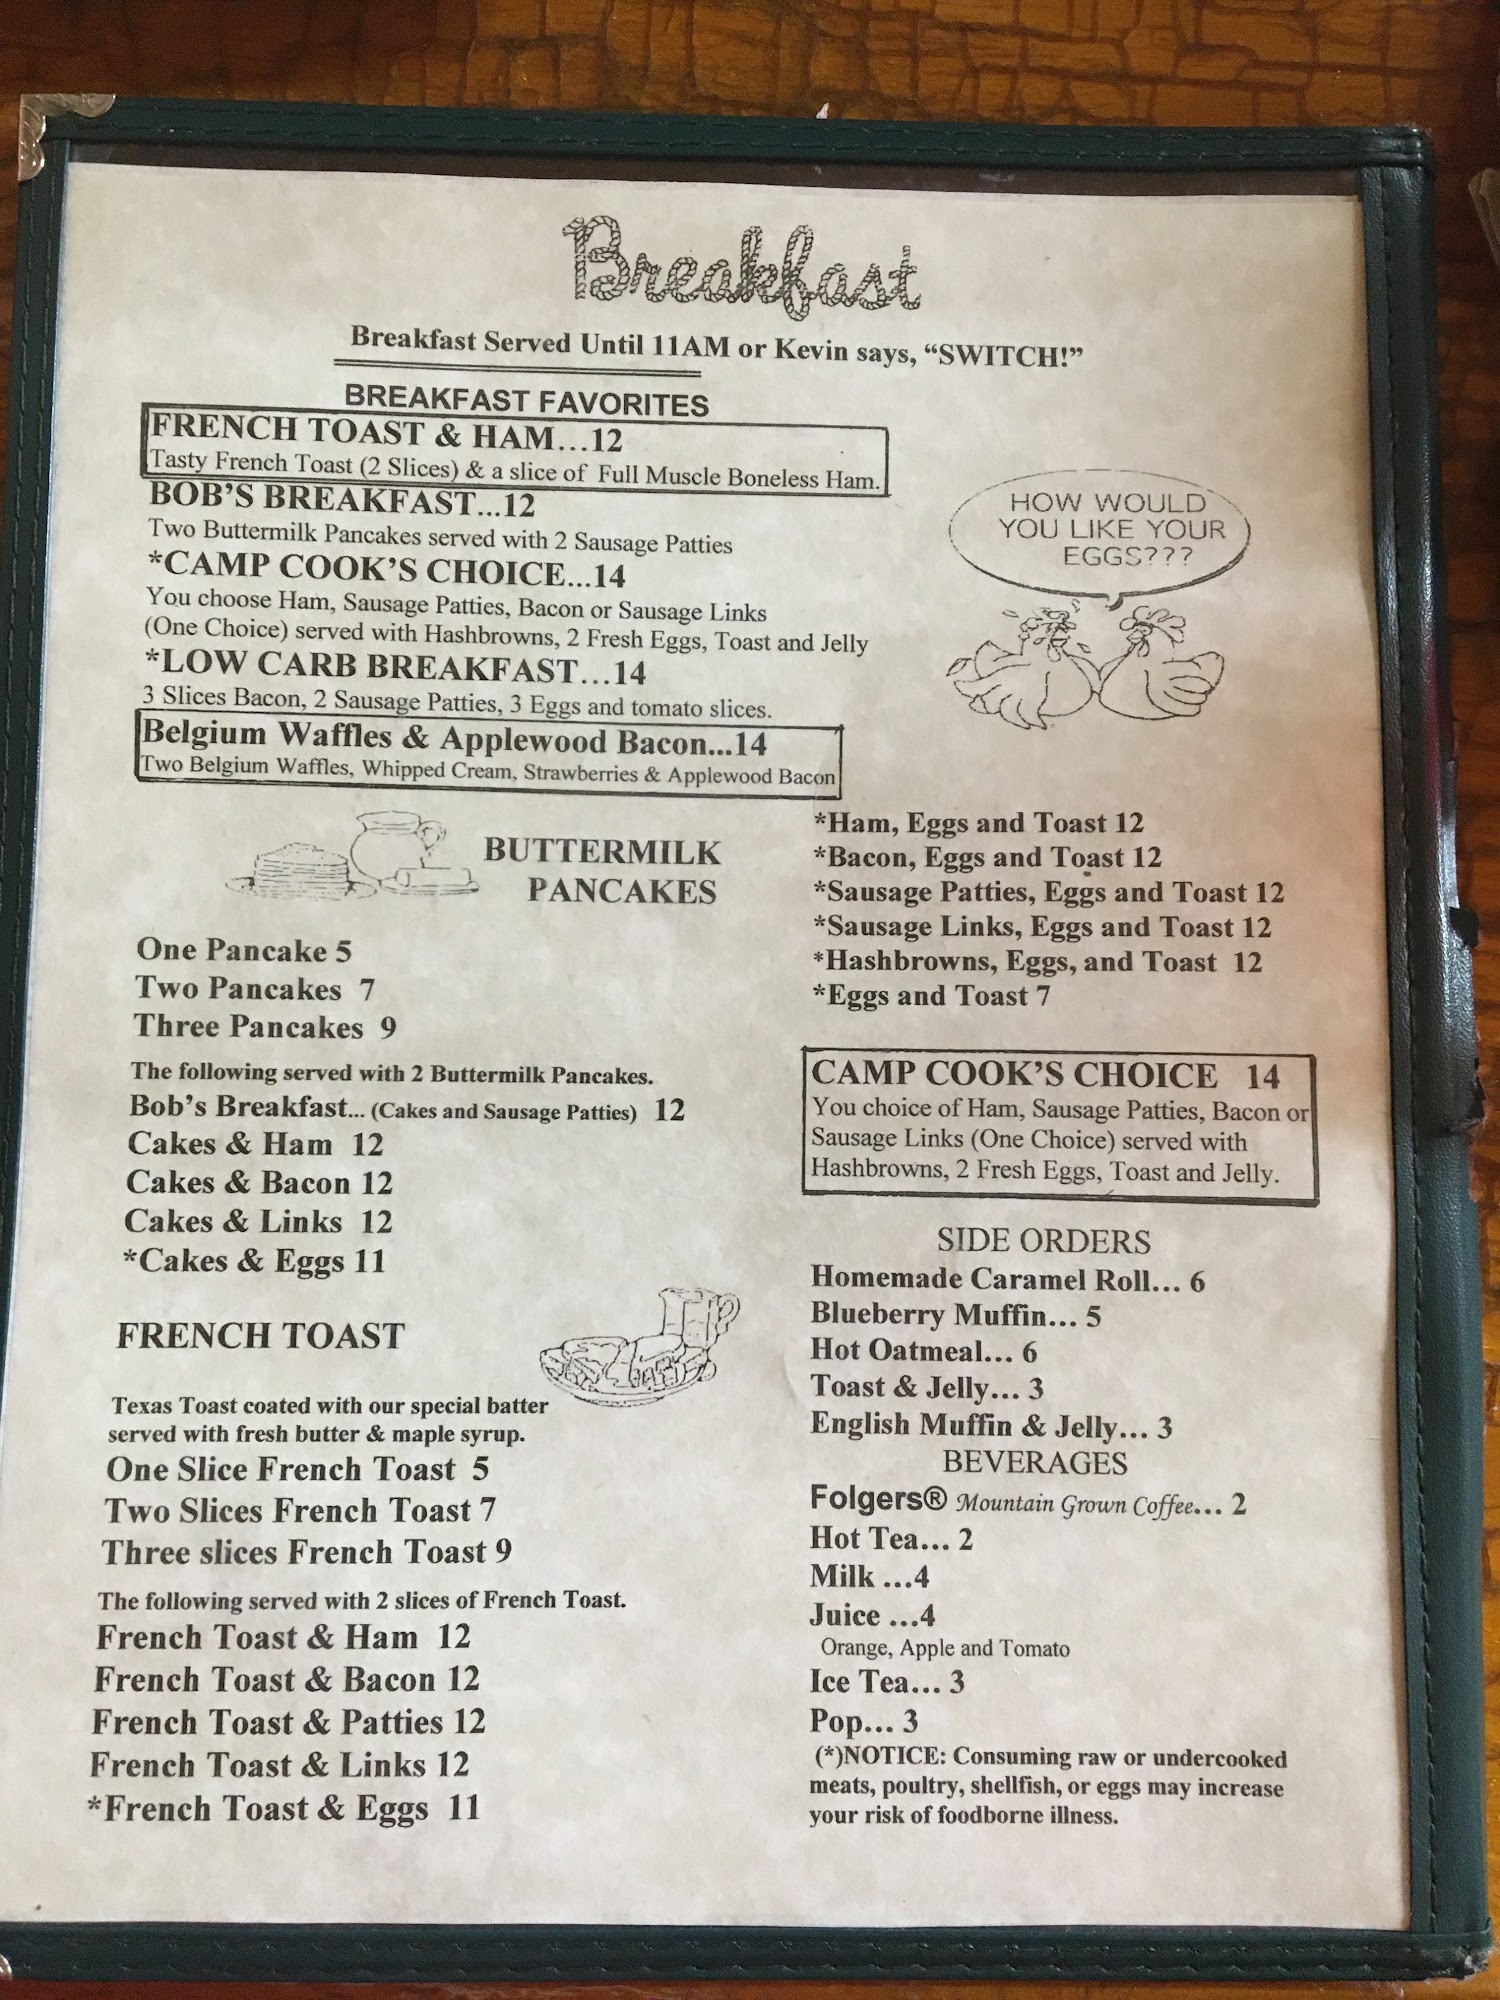 Breakfast
Breakfast Served Until 11AM or Kevin says, “SWITCH!”
BREAKFAST FAVORITES
FRENCH TOAST & HAM…12
Tasty French Toast (2 Slices) & a slice of Full Muscle Boneless Ham.
BOB’S BREAKFAST...12
Two Buttermilk Pancakes served with 2 Sausage Patties
*CAMP COOK’S CHOICE...14
You choose Ham, Sausage Patties, Bacon or Sausage Links
(One Choice) served with Hashbrowns, 2 Fresh Eggs, Toast and Jelly
*LOW CARB BREAKFAST…14
3 Slices Bacon, 2 Sausage Patties, 3 Eggs and tomato slices.
Belgium Waffles & Applewood Bacon...14
Two Belgium Waffles, Whipped Cream, Strawberries & Applewood Bacon
HOW WOULD
YOU LIKE YOUR
EGGS???
BUTTERMILK
PANCAKES
One Pancake 5
Two Pancakes 7
Three Pancakes 9
The following served with 2 Buttermilk Pancakes.
Bob’s Breakfast... (Cakes and Sausage Patties) 12
Cakes & Ham 12
Cakes & Bacon 12
Cakes & Links 12
*Cakes & Eggs 11
FRENCH TOAST
Texas Toast coated with our special batter
served with fresh butter & maple syrup.
One Slice French Toast 5
Two Slices French Toast 7
Three slices French Toast 9
The following served with 2 slices of French Toast.
French Toast & Ham 12
French Toast & Bacon 12
French Toast & Patties 12
French Toast & Links 12
*French Toast & Eggs 11
*Ham, Eggs and Toast 12
*Bacon, Eggs and Toast 12
*Sausage Patties, Eggs and Toast 12
*Sausage Links, Eggs and Toast 12
*Hashbrowns, Eggs, and Toast 12
*Eggs and Toast 7
CAMP COOK’S CHOICE 14
You choice of Ham, Sausage Patties, Bacon or
Sausage Links (One Choice) served with
Hashbrowns, 2 Fresh Eggs, Toast and Jelly.
SIDE ORDERS
Homemade Caramel Roll… 6
Blueberry Muffin… 5
Hot Oatmeal… 6
Toast & Jelly… 3
English Muffin & Jelly… 3
BEVERAGES
Folgers® Mountain Grown Coffee… 2
Hot Tea… 2
Milk …4
Juice …4
Orange, Apple and Tomato
Ice Tea… 3
Pop… 3
(*)NOTICE: Consuming raw or undercooked
meats, poultry, shellfish, or eggs may increase
your risk of foodborne illness.